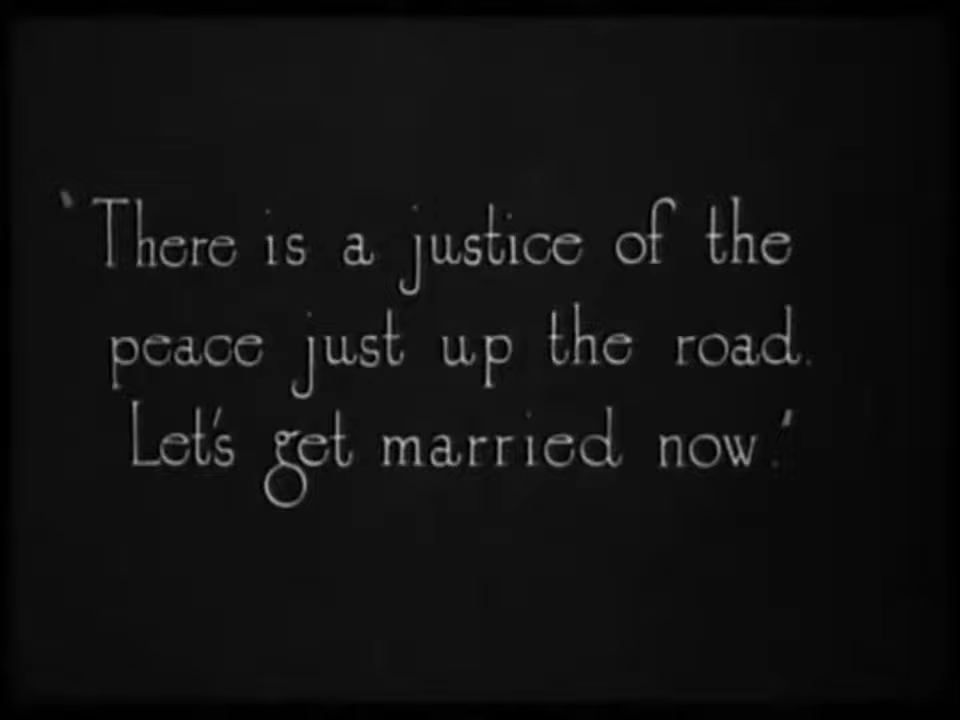 ‵There is a justice of the
peace just up the road.
Let's get married now.′